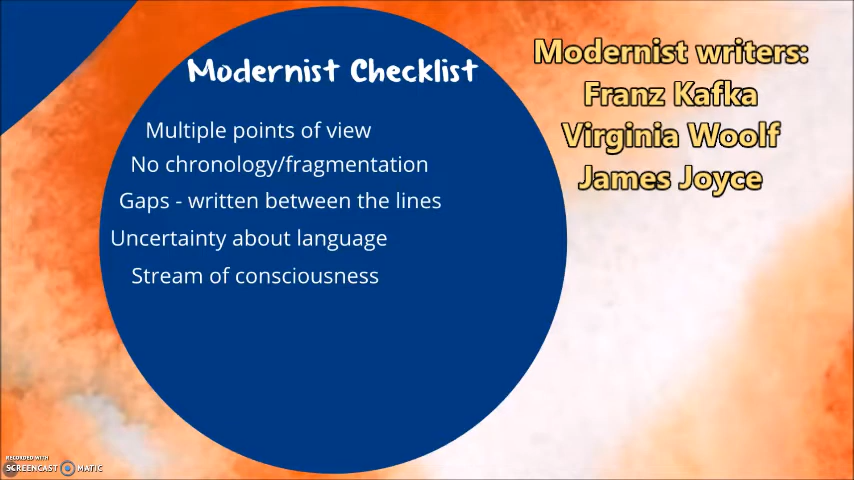 Modernist Checklist
Multiple points of view
No chronology/fragmentation
Gaps - written between the lines
Uncertainty about language
Stream of consciousness
Modernist writers:
Franz Kafka
Virginia Woolf
James Joyce
RECORDED WITH
SCREENCAST MATIC